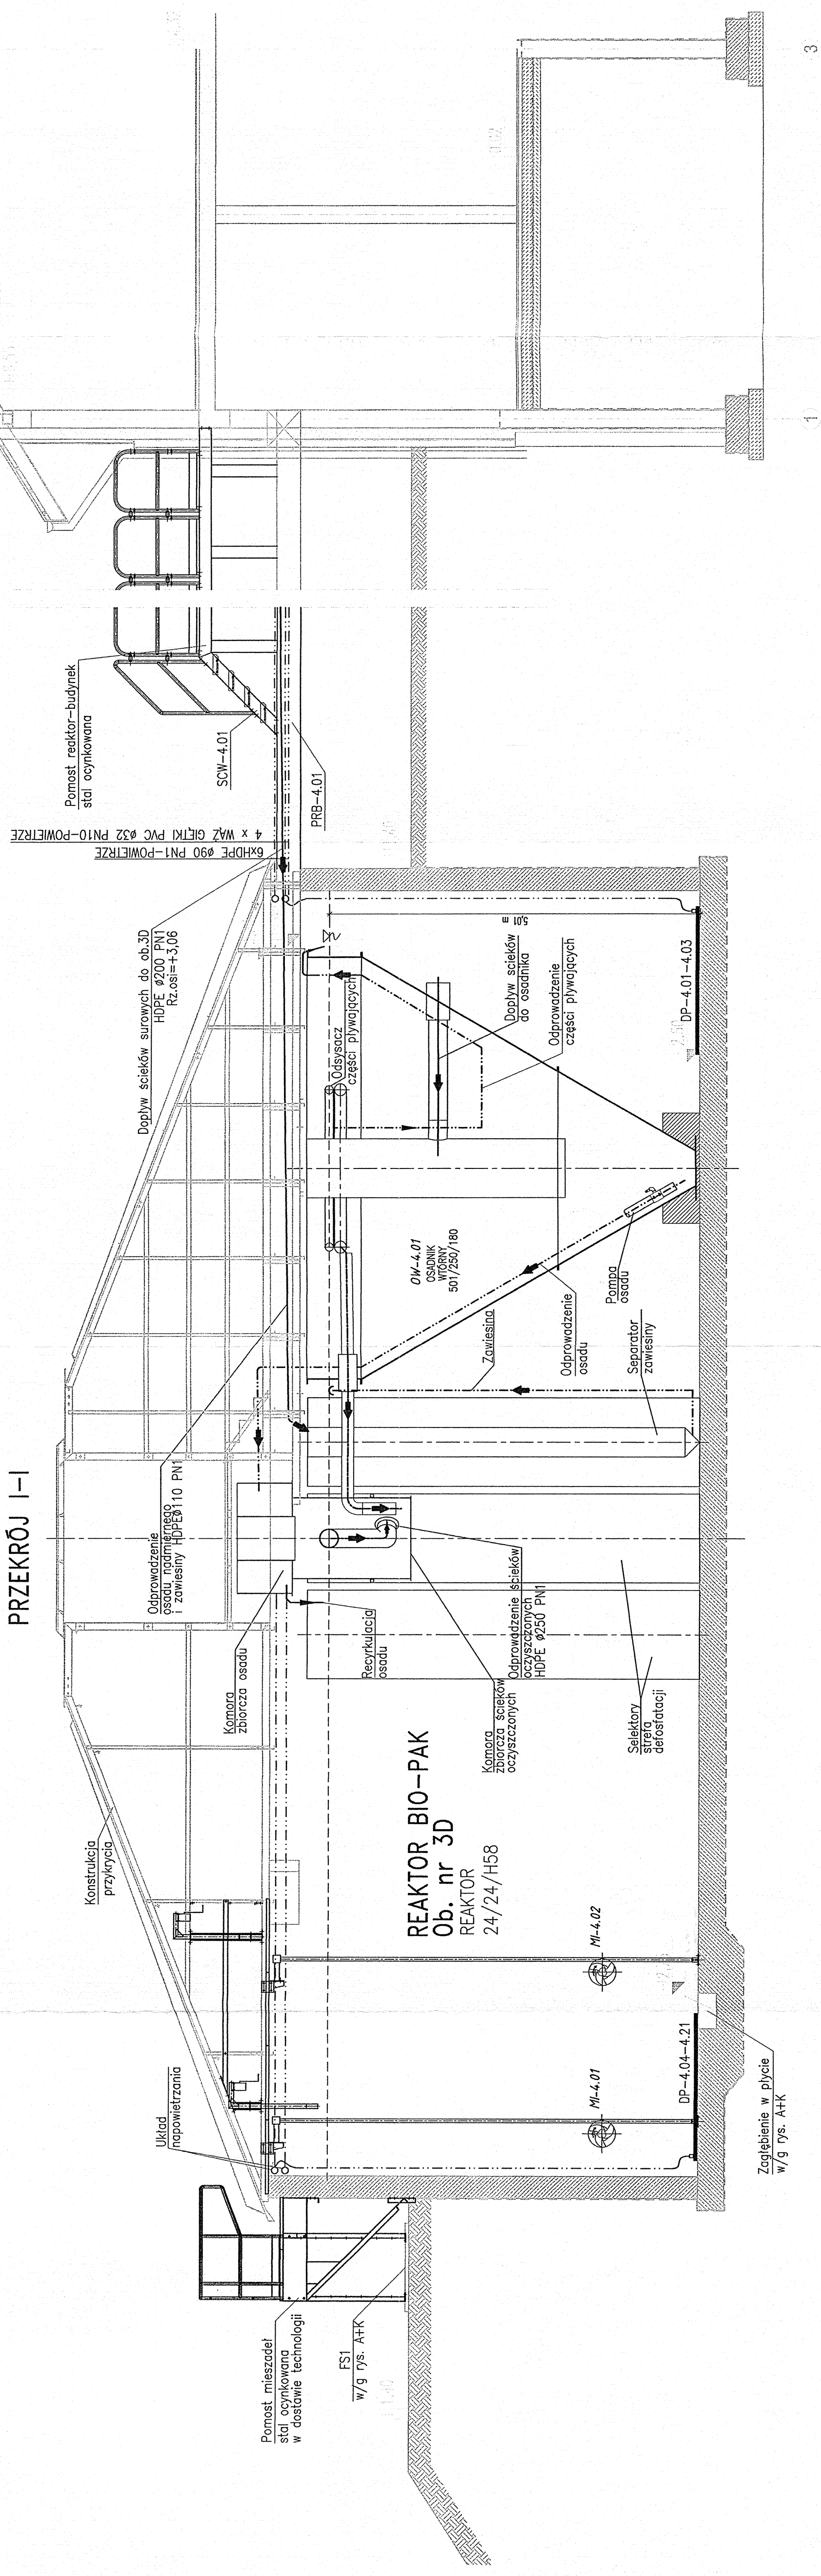 PRZEKRÓJ I-I
Pomost mieszadeł
stal ocynkowana
w dostawie technologii
FS1
w/g rys. A+K
Układ
napowietrzania
Konstrukcja
przykrycia
Komora
zbiorcza osadu
Odprowadzenie
osadu nadmiernego
i zawiesiny HDPEø110 PN1
Dopływ ścieków surowych do ob.3D
HDPE ø200 PN1
Rz.osi=+3,06
6xHDPE ø90 PN1-POWIETRZE
4 x WĄŻ GIĘTKI PVC ø32 PN10-POWIETRZE
Pomost reaktor-budynek
stal ocynkowana
SCW-4.01
PRB-4.01
REAKTOR BIO-PAK
Ob. nr 3D
REAKTOR
24/24/H58
MI-4.01
MI-4.02
DP-4.04-4.21
Zagłębienie w płycie
w/g rys. A+K
Recyrkulacja
osadu
Komora
zbiorcza ścieków
oczyszczonych
Odprowadzenie ścieków
oczyszczonych
HDPE ø250 PN1
Selektory
strefa
defosfatacji
Separator
zawiesiny
Zawiesina
Odprowadzenie
osadu
Pompa
osadu
OW-4.01
OSADNIK
WTÓRNY
501/250/180
Odsysacz
części pływających
Dopływ ścieków
do osadnika
Odprowadzenie
części pływających
5,01 m
DP-4.01-4.03
1
3